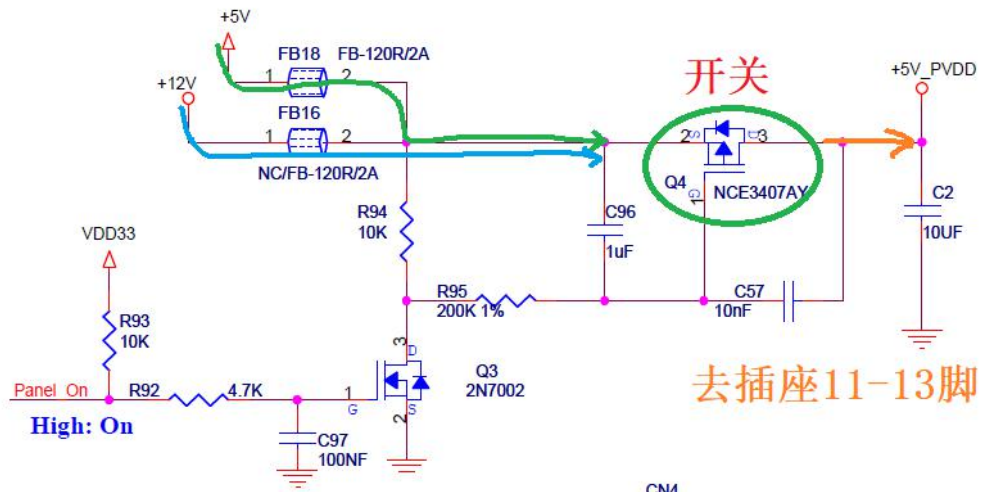 +5V
FB18 FB-120R/2A
1 2
+12V
FB16
1 2
NC/FB-120R/2A
开关
+5V_PVDD
2 S D 3
Q4 G 1 NCE3407AY
C2
10UF
R94
10K
C96
1uF
VDD33
R95
200K 1%
C57
10nF
R93
10K
3 D
Q3
2N7002
去插座11-13脚
Panel_On R92 4.7K 1 G S 2
High: On
C97
100NF
CN4